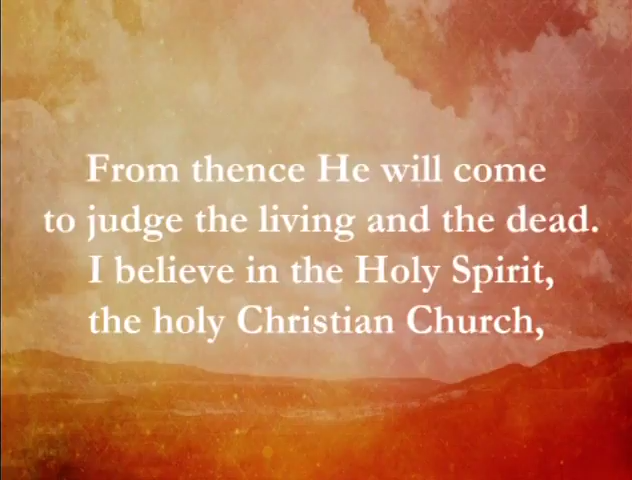 From thence He will come
to judge the living and the dead.
I believe in the Holy Spirit,
the holy Christian Church,